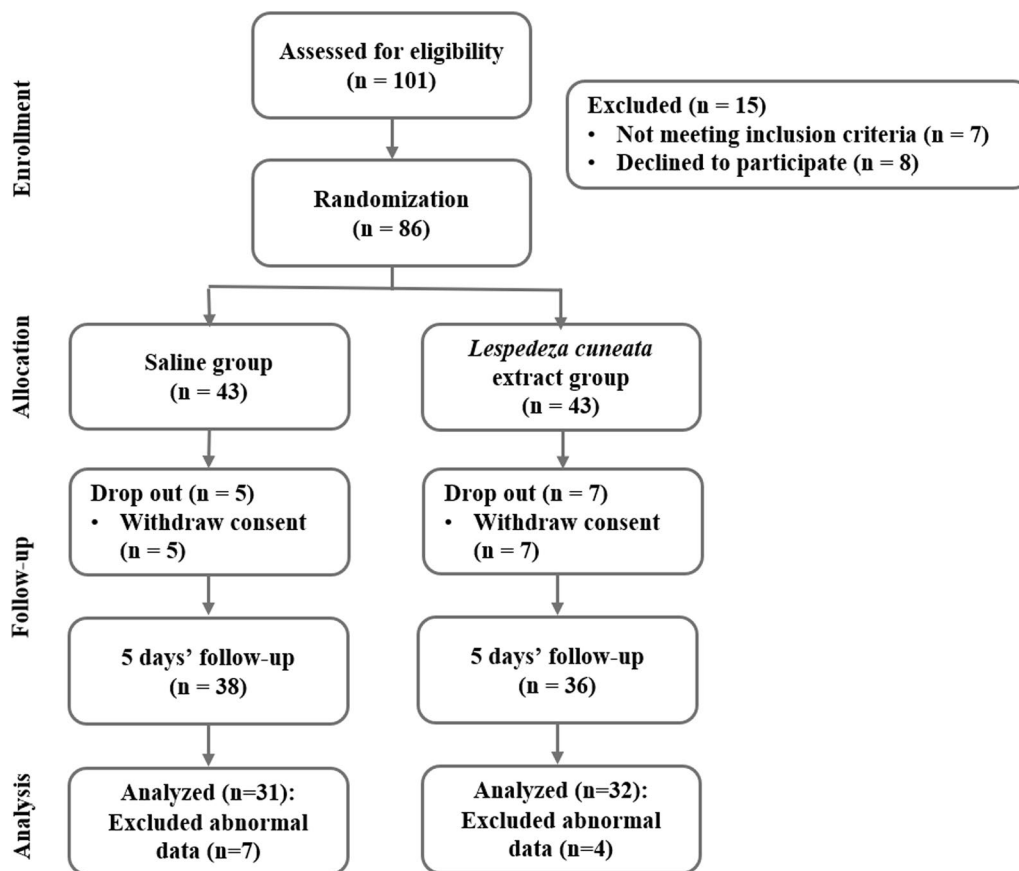 Enrollment
Assessed for eligibility
(n = 101)
Excluded (n = 15)
• Not meeting inclusion criteria (n = 7)
• Declined to participate (n = 8)
Randomization
(n = 86)
Allocation
Saline group
(n = 43)
Lespedeza cuneata
extract group
(n = 43)
Follow-up
Drop out (n = 5)
• Withdraw consent
(n = 5)
Drop out (n = 7)
• Withdraw consent
(n = 7)
5 days’ follow-up
(n = 38)
5 days’ follow-up
(n = 36)
Analysis
Analyzed (n=31):
Excluded abnormal
data (n=7)
Analyzed (n=32):
Excluded abnormal
data (n=4)